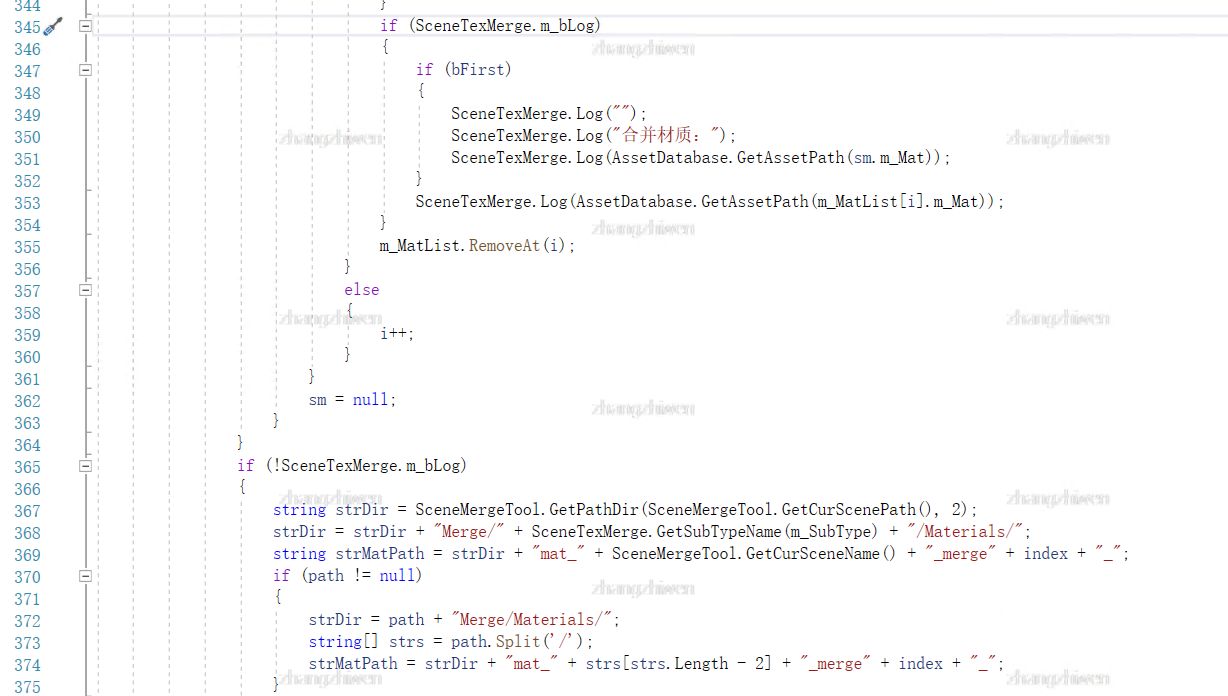 344 }
345 if (SceneTexMerge.m_bLog)
346 {
347 if (bFirst)
348 {
349 SceneTexMerge.Log("");
350 SceneTexMerge.Log("合并材质：");
351 SceneTexMerge.Log(AssetDatabase.GetAssetPath(sm.m_Mat));
352 }
353 SceneTexMerge.Log(AssetDatabase.GetAssetPath(m_MatList[i].m_Mat));
354 }
355 m_MatList.RemoveAt(i);
356 }
357 else
358 {
359 i++;
360 }
361 }
362 sm = null;
363 }
364 }
365 if (!SceneTexMerge.m_bLog)
366 {
367 string strDir = SceneMergeTool.GetPathDir(SceneMergeTool.GetCurScenePath(), 2);
368 strDir = strDir + "Merge/" + SceneTexMerge.GetSubTypeName(m_SubType) + "/Materials/";
369 string strMatPath = strDir + "mat_" + SceneMergeTool.GetCurSceneName() + "_merge" + index + "_";
370 if (path != null)
371 {
372 strDir = path + "Merge/Materials/";
373 string[] strs = path.Split('/');
374 strMatPath = strDir + "mat_" + strs[strs.Length - 2] + "_merge" + index + "_";
375 }